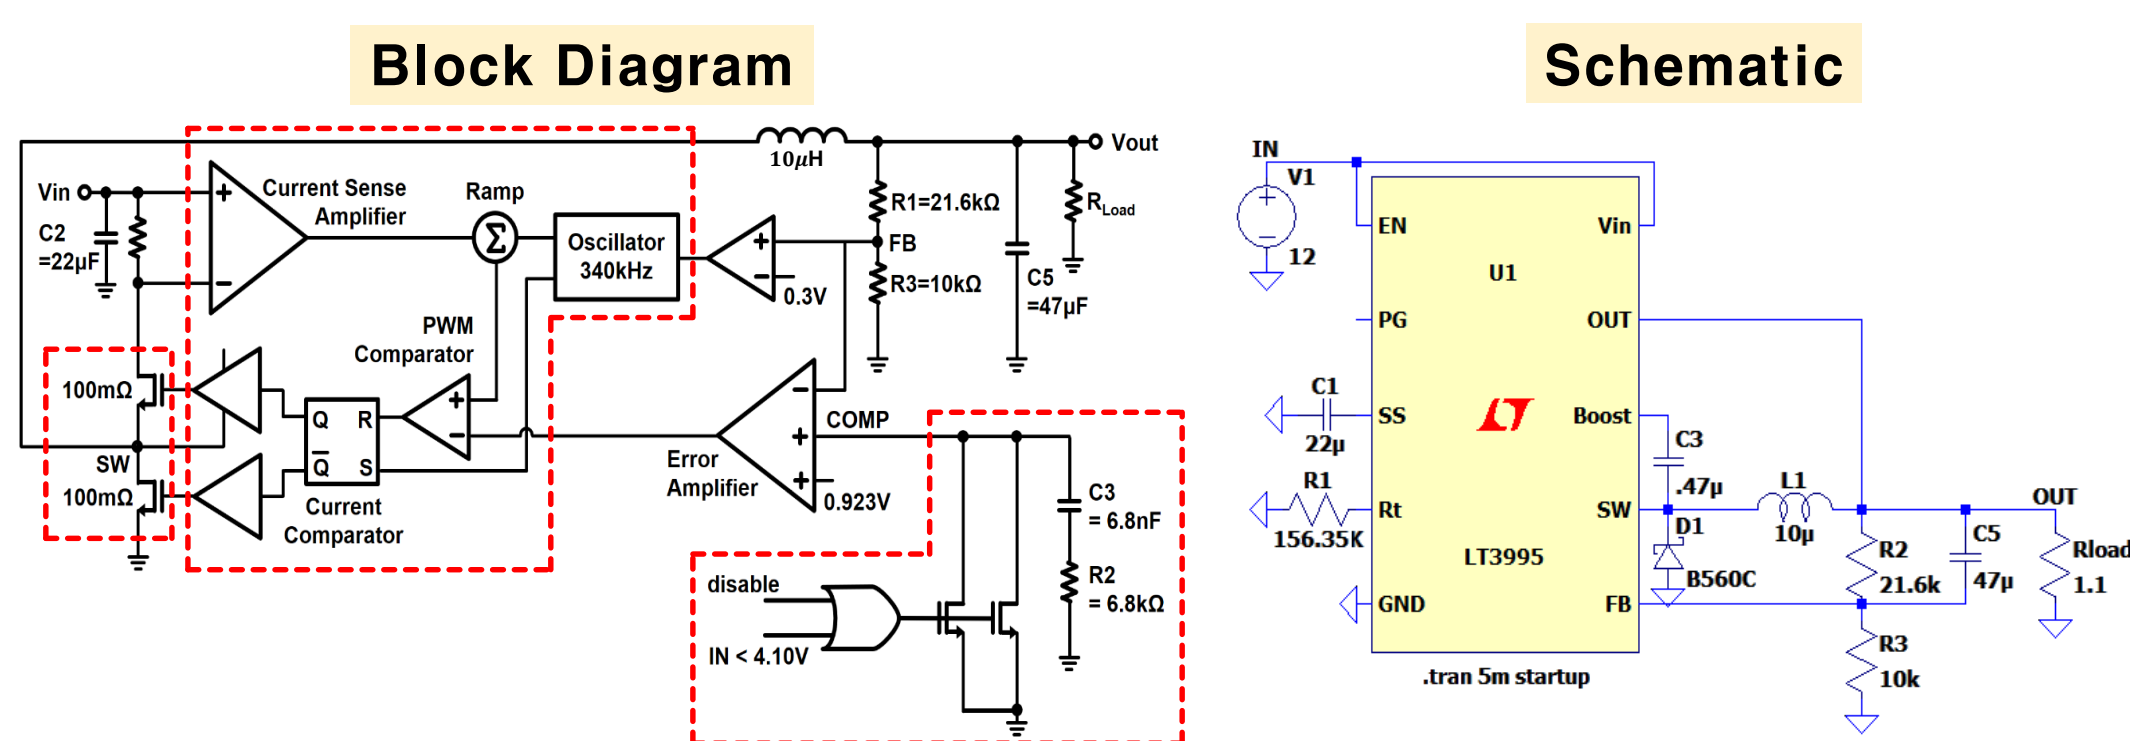 Block Diagram
Vin
C2
=22μF
Current Sense
Amplifier
Ramp
Σ
Oscillator
340kHz
10μH
Vout
R1=21.6kΩ
FB
R3=10kΩ
RLoad
C5
=47μF
0.3V
PWM
Comparator
100mΩ
SW
100mΩ
Q
R
Q̅
S
Current
Comparator
COMP
Error
Amplifier
0.923V
C3
= 6.8nF
R2
= 6.8kΩ
disable
IN < 4.10V
Schematic
IN
V1
12
EN
Vin
U1
PG
OUT
C1
22μ
SS
Boost
C3
.47μ
R1
156.35K
Rt
SW
L1
10μ
OUT
D1
B560C
LT3995
R2
21.6k
C5
47μ
Rload
1.1
GND
FB
R3
10k
.tran 5m startup